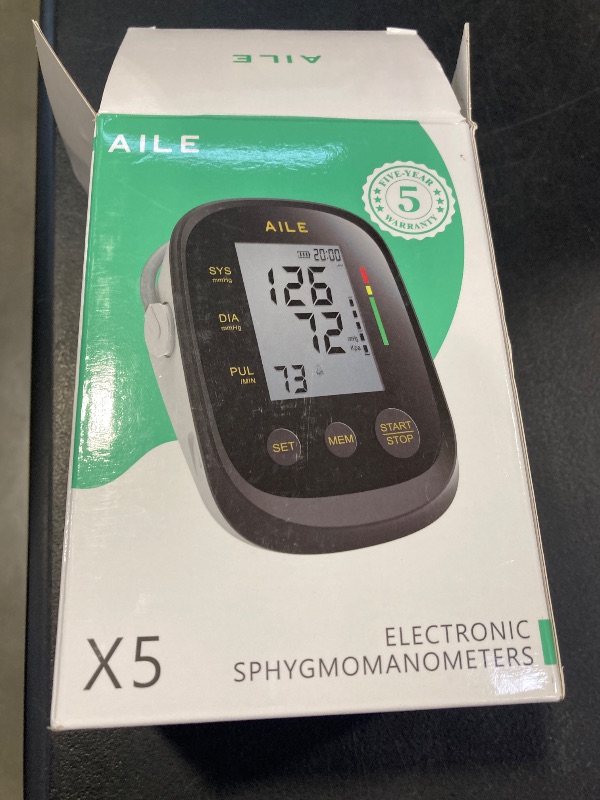 AILE
AILE
FIVE-YEAR
5
WARRANTY
AILE
20:00
SYS
mmHg
126
DIA
mmHg
72
PUL
/MIN
73
SET
MEM
START
STOP
X5
ELECTRONIC
SPHYGMOMANOMETERS